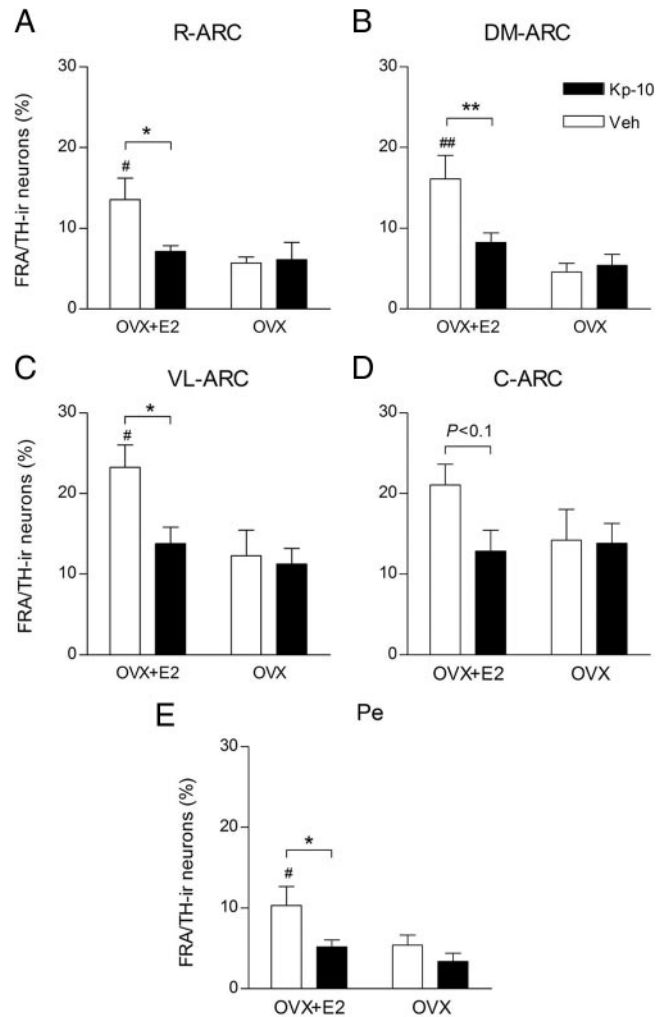 A
R-ARC
FRA/TH-ir neurons (%)
30
20
10
0
*
#
OVX+E2
OVX
B
DM-ARC
30
20
10
0
**
##
Kp-10
Veh
OVX+E2
OVX
C
VL-ARC
FRA/TH-ir neurons (%)
30
20
10
0
*
#
OVX+E2
OVX
D
C-ARC
30
20
10
0
P<0.1
OVX+E2
OVX
E
Pe
FRA/TH-ir neurons (%)
30
20
10
0
*
#
OVX+E2
OVX